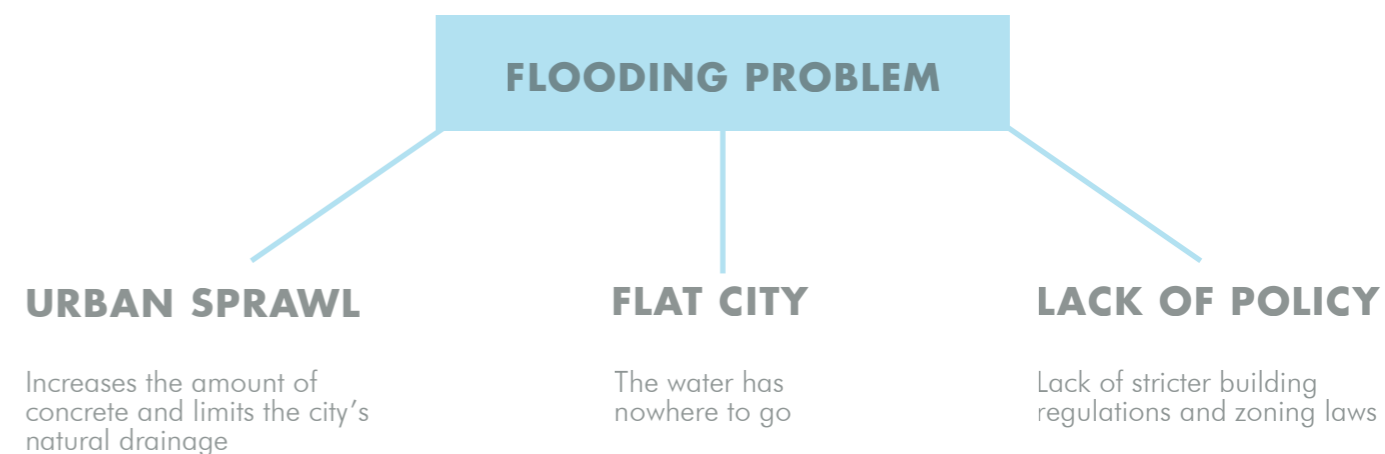 FLOODING PROBLEM
URBAN SPRAWL
Increases the amount of
concrete and limits the city’s
natural drainage
FLAT CITY
The water has
nowhere to go
LACK OF POLICY
Lack of stricter building
regulations and zoning laws